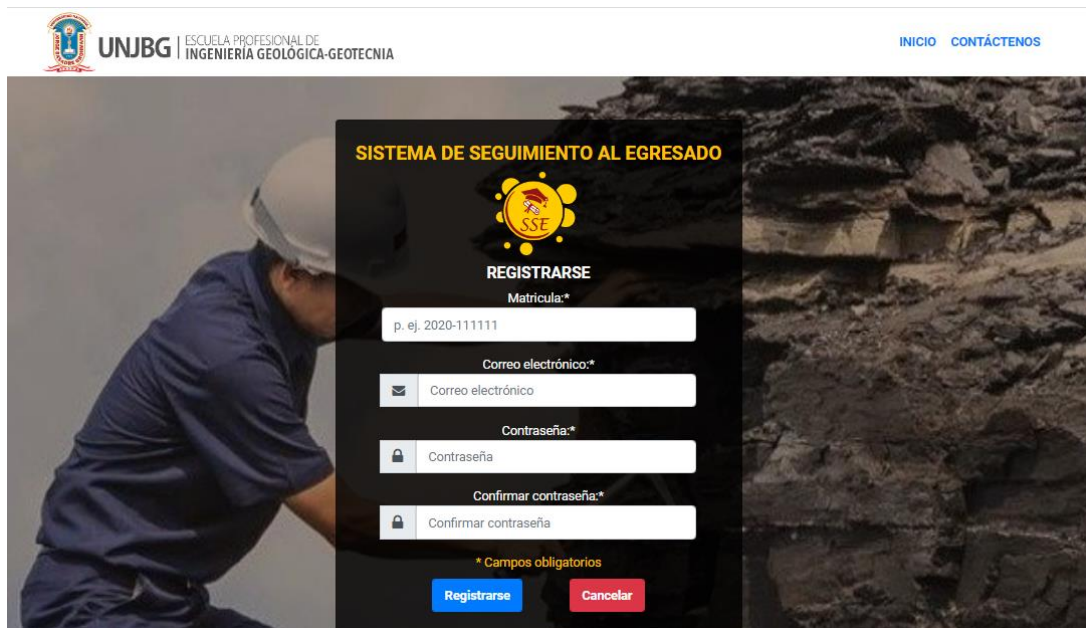 UNJBG
ESCUELA PROFESIONAL DE
INGENIERÍA GEOLÓGICA-GEOTECNIA
INICIO CONTÁCTENOS
SISTEMA DE SEGUIMIENTO AL EGRESADO
SSE
REGISTRARSE
Matricula:*
p. ej. 2020-111111
Correo electrónico:*
Correo electrónico
Contraseña:*
Contraseña
Confirmar contraseña:*
Confirmar contraseña
* Campos obligatorios
Registrarse Cancelar